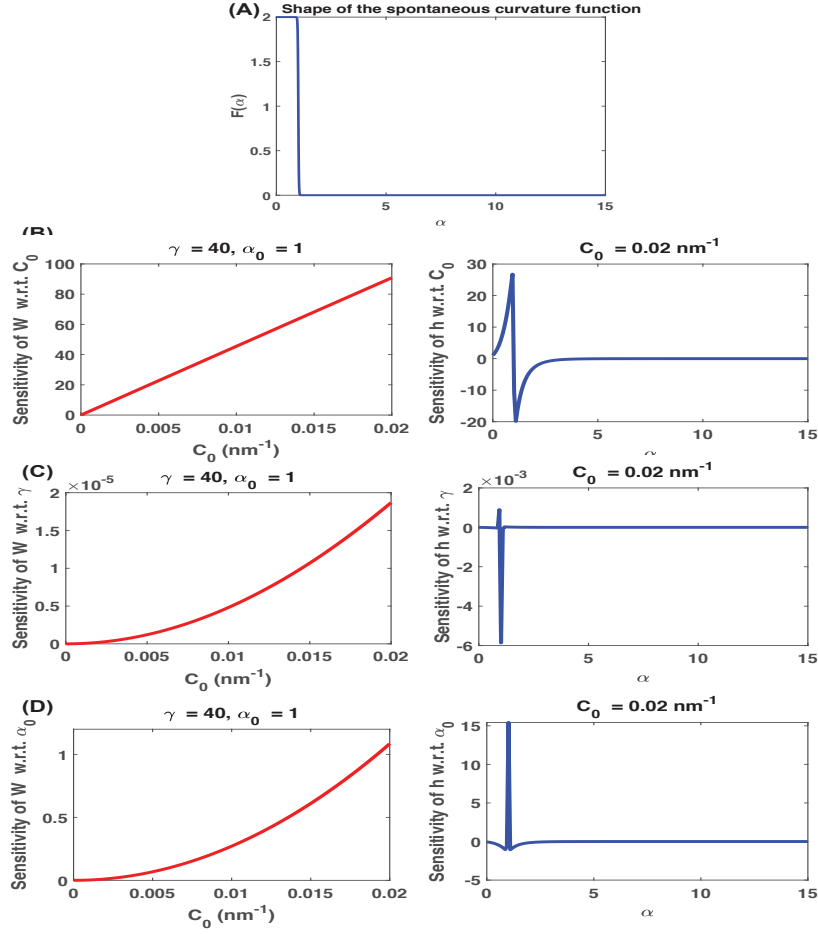 (A) Shape of the spontaneous curvature function
2
1.5
1
0.5
0
F(α)
5 10 15
α
(B)
γ = 40, α₀ = 1
100
80
60
40
20
0
Sensitivity of W w.r.t. C₀
0 0.005 0.01 0.015 0.02
C₀ (nm⁻¹)
C₀ = 0.02 nm⁻¹
30
20
10
0
-10
-20
Sensitivity of h w.r.t. C₀
0 5 10 15
α
(C)
γ = 40, α₀ = 1
×10⁻⁵
2
1.5
1
0.5
0
Sensitivity of W w.r.t. γ
0 0.005 0.01 0.015 0.02
C₀ (nm⁻¹)
C₀ = 0.02 nm⁻¹
×10⁻³
2
0
-2
-4
-6
Sensitivity of h w.r.t. γ
0 5 10 15
α
(D)
γ = 40, α₀ = 1
1
0.5
0
Sensitivity of W w.r.t. α₀
0 0.005 0.01 0.015 0.02
C₀ (nm⁻¹)
C₀ = 0.02 nm⁻¹
15
10
5
0
-5
Sensitivity of h w.r.t. α₀
0 5 10 15
α